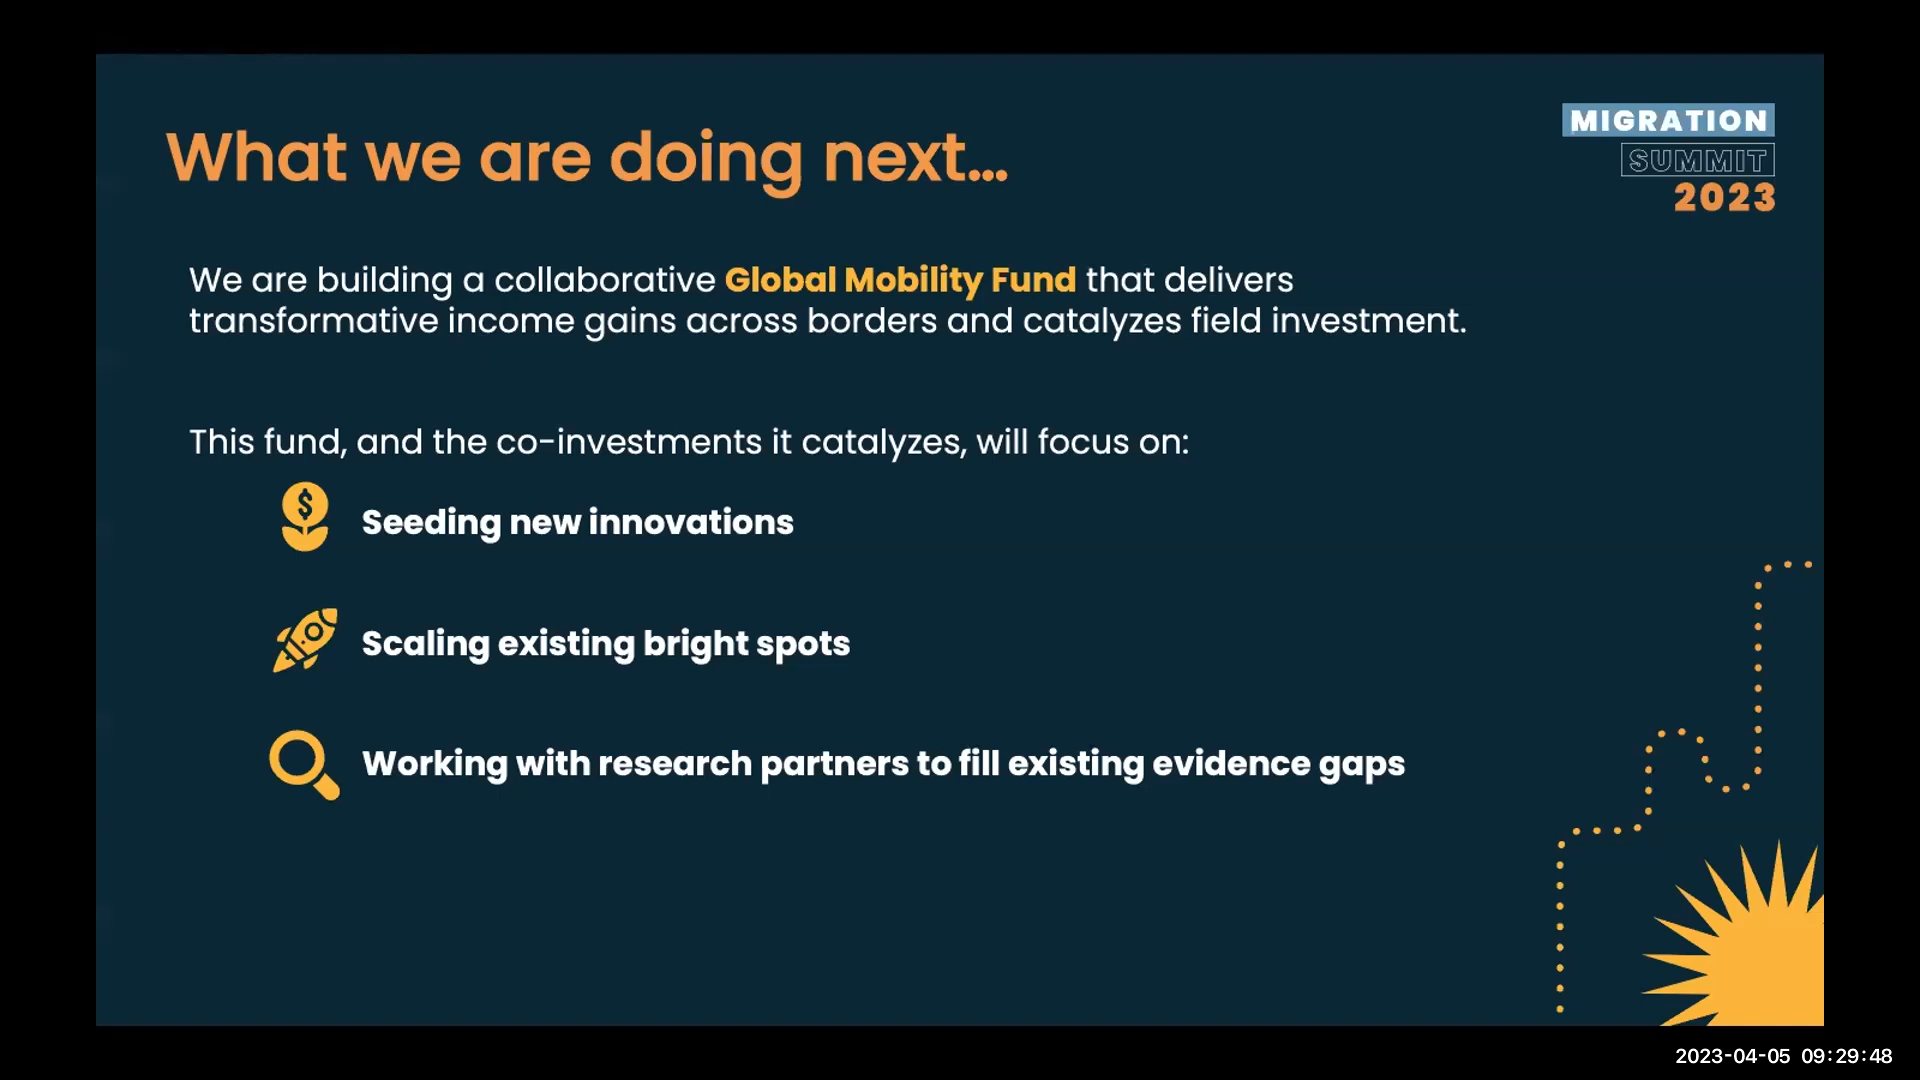 What we are doing next...
MIGRATION
SUMMIT
2023
We are building a collaborative Global Mobility Fund that delivers
transformative income gains across borders and catalyzes field investment.
This fund, and the co-investments it catalyzes, will focus on:
Seeding new innovations
Scaling existing bright spots
Working with research partners to fill existing evidence gaps
2023-04-05 09:29:48